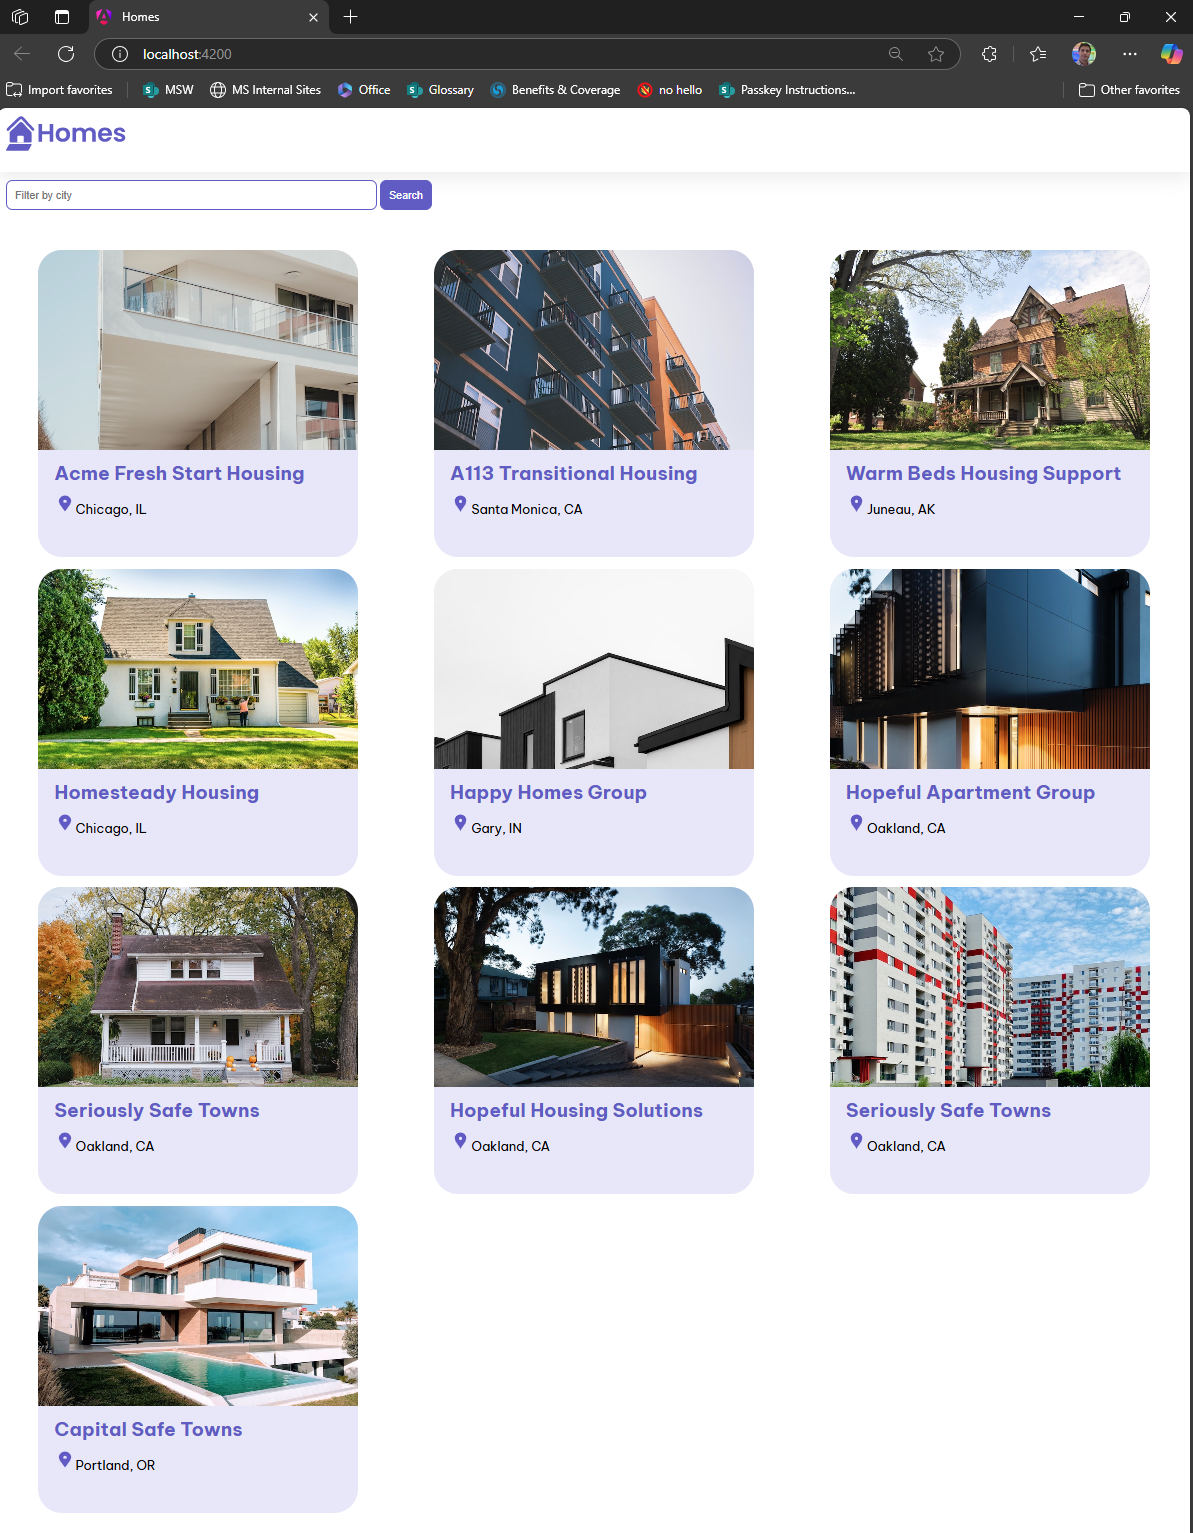 Homes
localhost:4200
Import favorites
MSW
MS Internal Sites
Office
Glossary
Benefits & Coverage
no hello
Passkey Instructions...
Other favorites
Homes
Filter by city
Search
Acme Fresh Start Housing
Chicago, IL
A113 Transitional Housing
Santa Monica, CA
Warm Beds Housing Support
Juneau, AK
Homesteady Housing
Chicago, IL
Happy Homes Group
Gary, IN
Hopeful Apartment Group
Oakland, CA
Seriously Safe Towns
Oakland, CA
Hopeful Housing Solutions
Oakland, CA
Seriously Safe Towns
Oakland, CA
Capital Safe Towns
Portland, OR